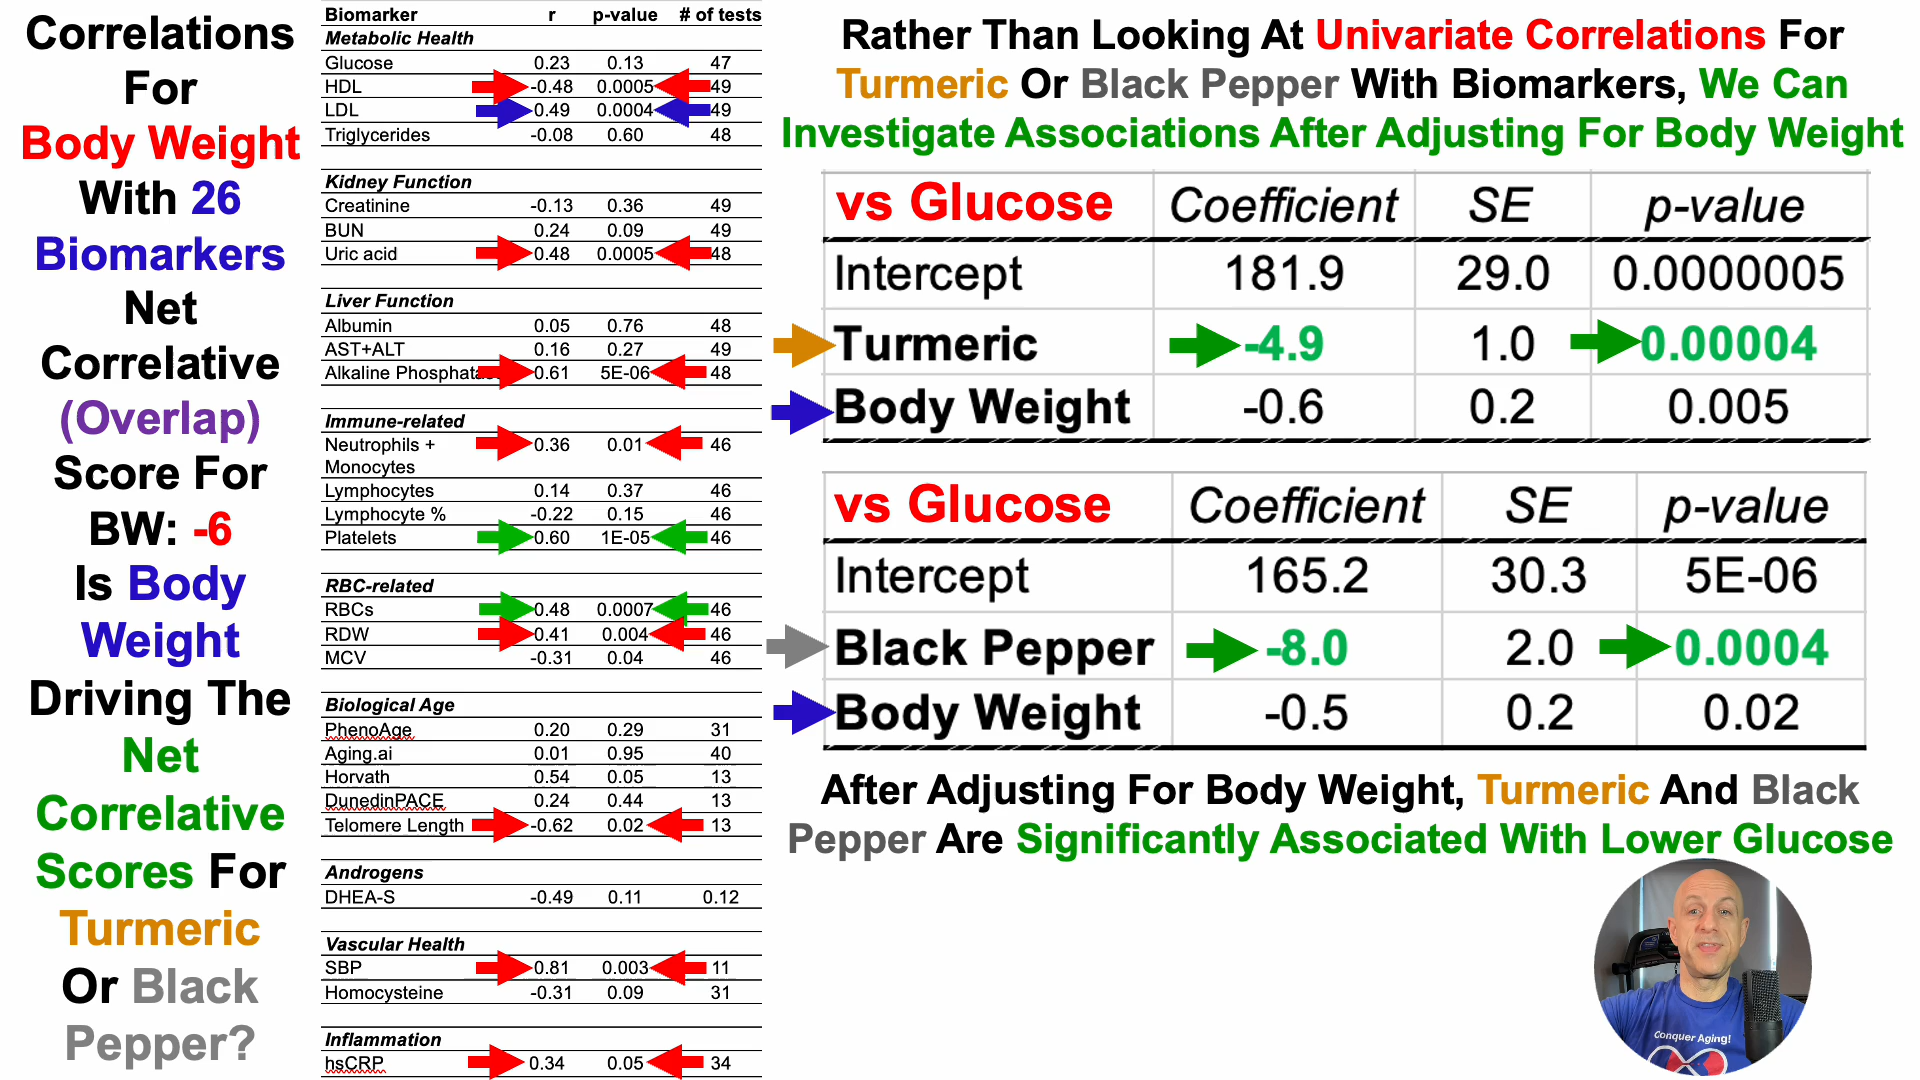 Correlations
For
Body Weight
With 26
Biomarkers
Net
Correlative
(Overlap)
Score For
BW: -6
Is Body
Weight
Driving The
Net
Correlative
Scores For
Turmeric
Or Black
Pepper?
Biomarker r p-value # of tests
Metabolic Health
Glucose 0.23 0.13 47
HDL -0.48 0.0005 49
LDL 0.49 0.0004 49
Triglycerides -0.08 0.60 48
Kidney Function
Creatinine -0.13 0.36 49
BUN 0.24 0.09 49
Uric acid 0.48 0.0005 48
Liver Function
Albumin 0.05 0.76 48
AST+ALT 0.16 0.27 49
Alkaline Phosphatase 0.61 5E-06 48
Immune-related
Neutrophils + 0.36 0.01 46
Monocytes
Lymphocytes 0.14 0.37 46
Lymphocyte % -0.22 0.15 46
Platelets 0.60 1E-05 46
RBC-related
RBCs 0.48 0.0007 46
RDW 0.41 0.004 46
MCV -0.31 0.04 46
Biological Age
PhenoAge 0.20 0.29 31
Aging.ai 0.01 0.95 40
Horvath 0.54 0.05 13
DunedinPACE 0.24 0.44 13
Telomere Length -0.62 0.02 13
Androgens
DHEA-S -0.49 0.11 0.12
Vascular Health
SBP 0.81 0.003 11
Homocysteine -0.31 0.09 31
Inflammation
hsCRP 0.34 0.05 34
Rather Than Looking At Univariate Correlations For
Turmeric Or Black Pepper With Biomarkers, We Can
Investigate Associations After Adjusting For Body Weight
vs Glucose Coefficient SE p-value
Intercept 181.9 29.0 0.0000005
Turmeric -4.9 1.0 0.00004
Body Weight -0.6 0.2 0.005
vs Glucose Coefficient SE p-value
Intercept 165.2 30.3 5E-06
Black Pepper -8.0 2.0 0.0004
Body Weight -0.5 0.2 0.02
After Adjusting For Body Weight, Turmeric And Black
Pepper Are Significantly Associated With Lower Glucose
Conquer Aging!